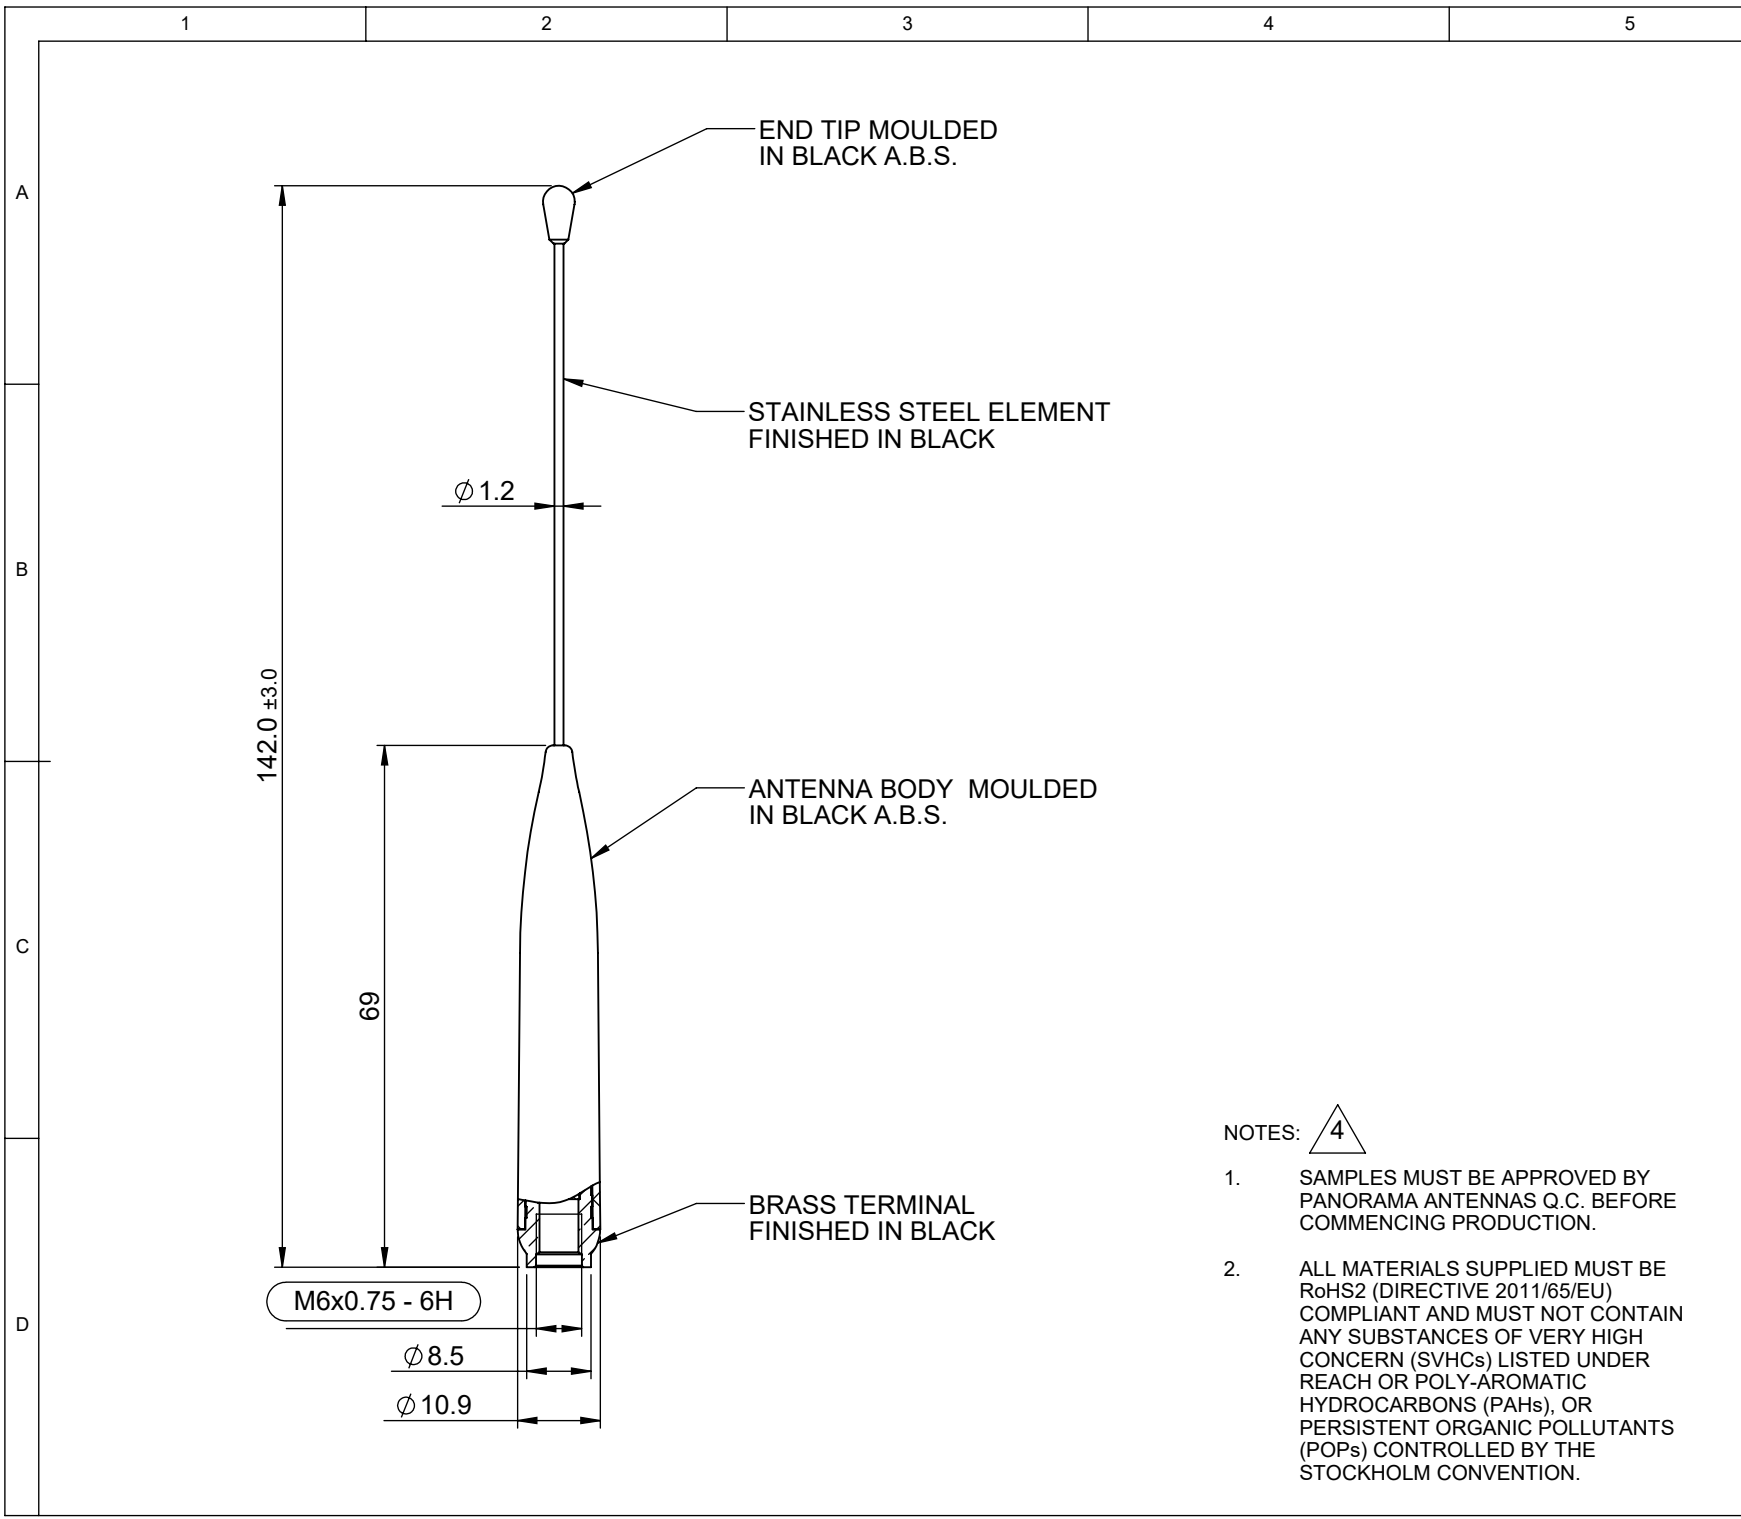 1 2 3 4 5
A
B
C
D
END TIP MOULDED
IN BLACK A.B.S.
STAINLESS STEEL ELEMENT
FINISHED IN BLACK
∅1.2
142.0 ±3.0
ANTENNA BODY  MOULDED
IN BLACK A.B.S.
69
BRASS TERMINAL
FINISHED IN BLACK
M6x0.75 - 6H
∅8.5
∅10.9
NOTES: 4
1. SAMPLES MUST BE APPROVED BY
PANORAMA ANTENNAS Q.C. BEFORE
COMMENCING PRODUCTION.
2. ALL MATERIALS SUPPLIED MUST BE
RoHS2 (DIRECTIVE 2011/65/EU)
COMPLIANT AND MUST NOT CONTAIN
ANY SUBSTANCES OF VERY HIGH
CONCERN (SVHCs) LISTED UNDER
REACH OR POLY-AROMATIC
HYDROCARBONS (PAHs), OR
PERSISTENT ORGANIC POLLUTANTS
(POPs) CONTROLLED BY THE
STOCKHOLM CONVENTION.